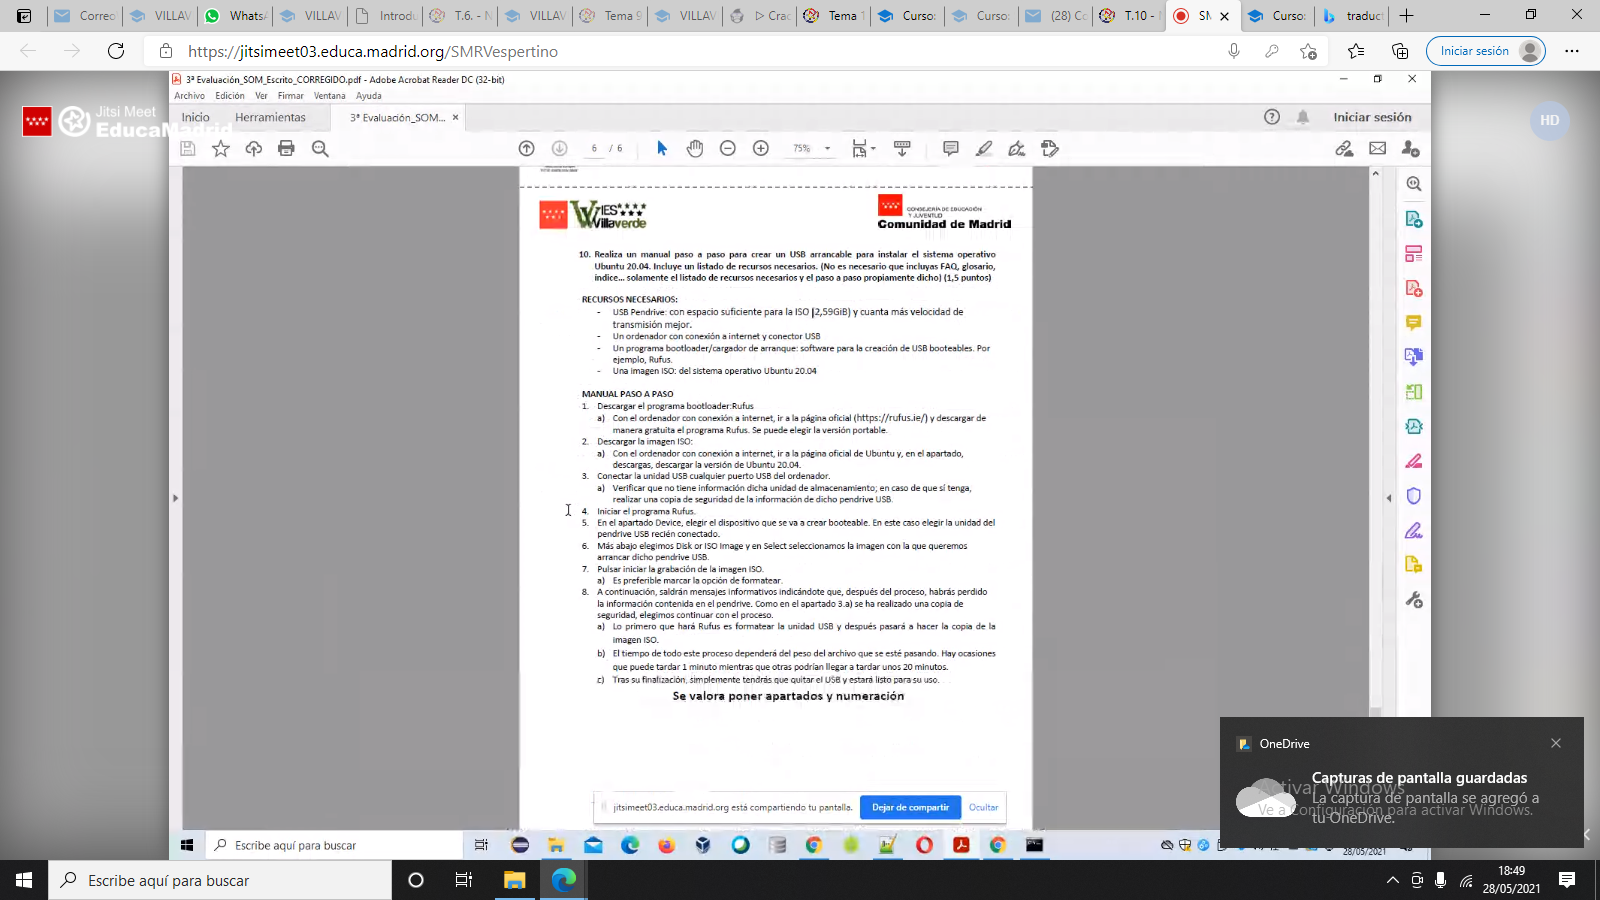 Correo
VILLAV
WhatsA
VILLAV
Introdu
T.6. - N
VILLAV
Tema 9
VILLAV
Crac
Tema 1
Curso:
Curso:
(28) Co
T.10 - N
SM
Curso:
traduct
https://jitsimeet03.educa.madrid.org/SMRVespertino
Iniciar sesión
3ª Evaluación_SOM_Escrito_CORREGIDO.pdf - Adobe Acrobat Reader DC (32-bit)
Archivo Edición Ver Firmar Ventana Ayuda
Jitsi Meet
EducaMadrid
Inicio Herramientas 3ª Evaluación_SOM... Iniciar sesión
HD
6 / 6 75%
IES
Villaverde
CONSEJERÍA DE EDUCACIÓN
Y JUVENTUD
Comunidad de Madrid
10. Realiza un manual paso a paso para crear un USB arrancable para instalar el sistema operativo
Ubuntu 20.04. Incluye un listado de recursos necesarios. (No es necesario que incluyas FAQ, glosario,
índice... solamente el listado de recursos necesarios y el paso a paso propiamente dicho) (1,5 puntos)
RECURSOS NECESARIOS:
- USB Pendrive: con espacio suficiente para la ISO (2,59GiB) y cuanta más velocidad de
transmisión mejor.
- Un ordenador con conexión a internet y conector USB
- Un programa bootloader/cargador de arranque: software para la creación de USB booteables. Por
ejemplo, Rufus.
- Una imagen ISO: del sistema operativo Ubuntu 20.04
MANUAL PASO A PASO
1. Descargar el programa bootloader:Rufus
a) Con el ordenador con conexión a internet, ir a la página oficial (https://rufus.ie/) y descargar de
manera gratuita el programa Rufus. Se puede elegir la versión portable.
2. Descargar la imagen ISO:
a) Con el ordenador con conexión a internet, ir a la página oficial de Ubuntu y, en el apartado,
descargas, descargar la versión de Ubuntu 20.04.
3. Conectar la unidad USB cualquier puerto USB del ordenador.
a) Verificar que no tiene información dicha unidad de almacenamiento; en caso de que sí tenga,
realizar una copia de seguridad de la información de dicho pendrive USB.
4. Iniciar el programa Rufus.
5. En el apartado Device, elegir el dispositivo que se va a crear booteable. En este caso elegir la unidad del
pendrive USB recién conectado.
6. Más abajo elegimos Disk or ISO Image y en Select seleccionamos la imagen con la que queremos
arrancar dicho pendrive USB.
7. Pulsar iniciar la grabación de la imagen ISO.
a) Es preferible marcar la opción de formatear.
8. A continuación, saldrán mensajes informativos indicándote que, después del proceso, habrás perdido
la información contenida en el pendrive. Como en el apartado 3.a) se ha realizado una copia de
seguridad, elegimos continuar con el proceso.
a) Lo primero que hará Rufus es formatear la unidad USB y después pasará a hacer la copia de la
imagen ISO.
b) El tiempo de todo este proceso dependerá del peso del archivo que se esté pasando. Hay ocasiones
que puede tardar 1 minuto mientras que otras podrían llegar a tardar unos 20 minutos.
c) Tras su finalización, simplemente tendrás que quitar el USB y estará listo para su uso.
Se valora poner apartados y numeración
jitsimeet03.educa.madrid.org está compartiendo tu pantalla. Dejar de compartir Ocultar
OneDrive
Capturas de pantalla guardadas
La captura de pantalla se agregó a
tu OneDrive.
Activar Windows
Ve a Configuración para activar Windows.
Escribe aquí para buscar
28/05/2021
Escribe aquí para buscar
18:49
28/05/2021